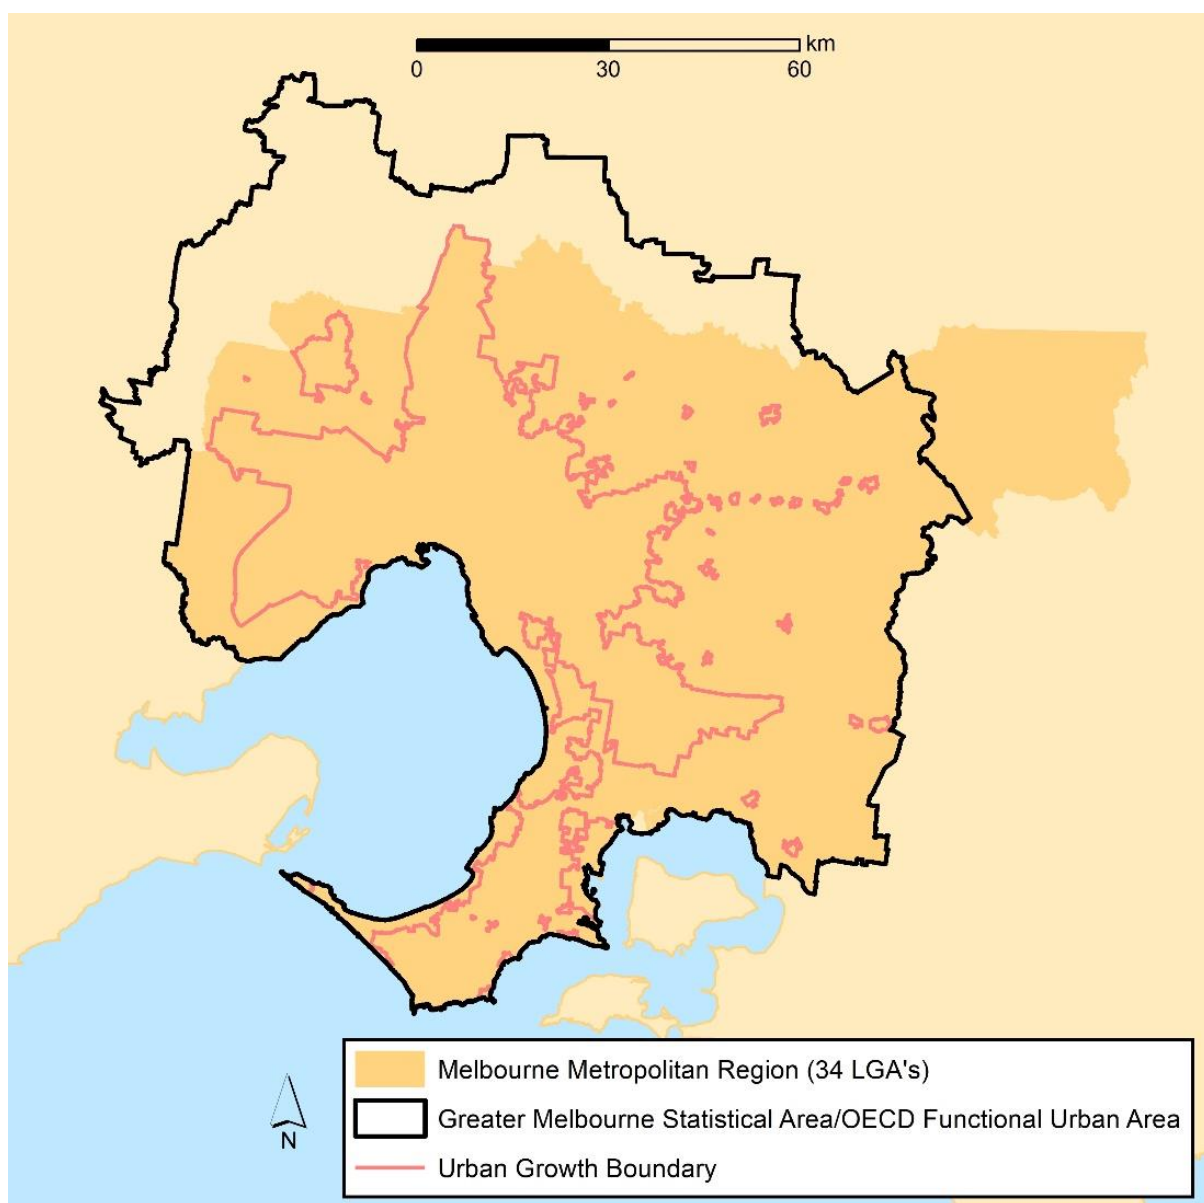 km
0 30 60
Melbourne Metropolitan Region (34 LGA's)
Greater Melbourne Statistical Area/OECD Functional Urban Area
N
Urban Growth Boundary